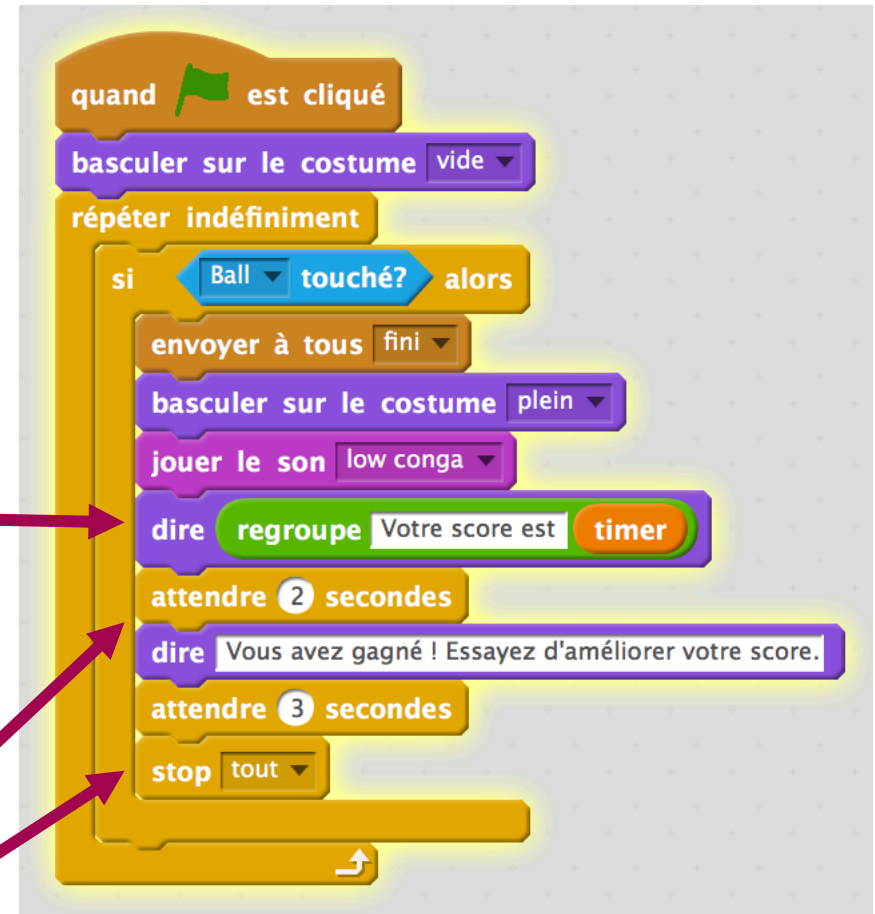 quand est cliqué
basculer sur le costume vide
répéter indéfiniment
si Ball touché? alors
envoyer à tous fini
basculer sur le costume plein
jouer le son low conga
dire regroupe Votre score est timer
attendre 2 secondes
dire Vous avez gagné ! Essayez d'améliorer votre score.
attendre 3 secondes
stop tout